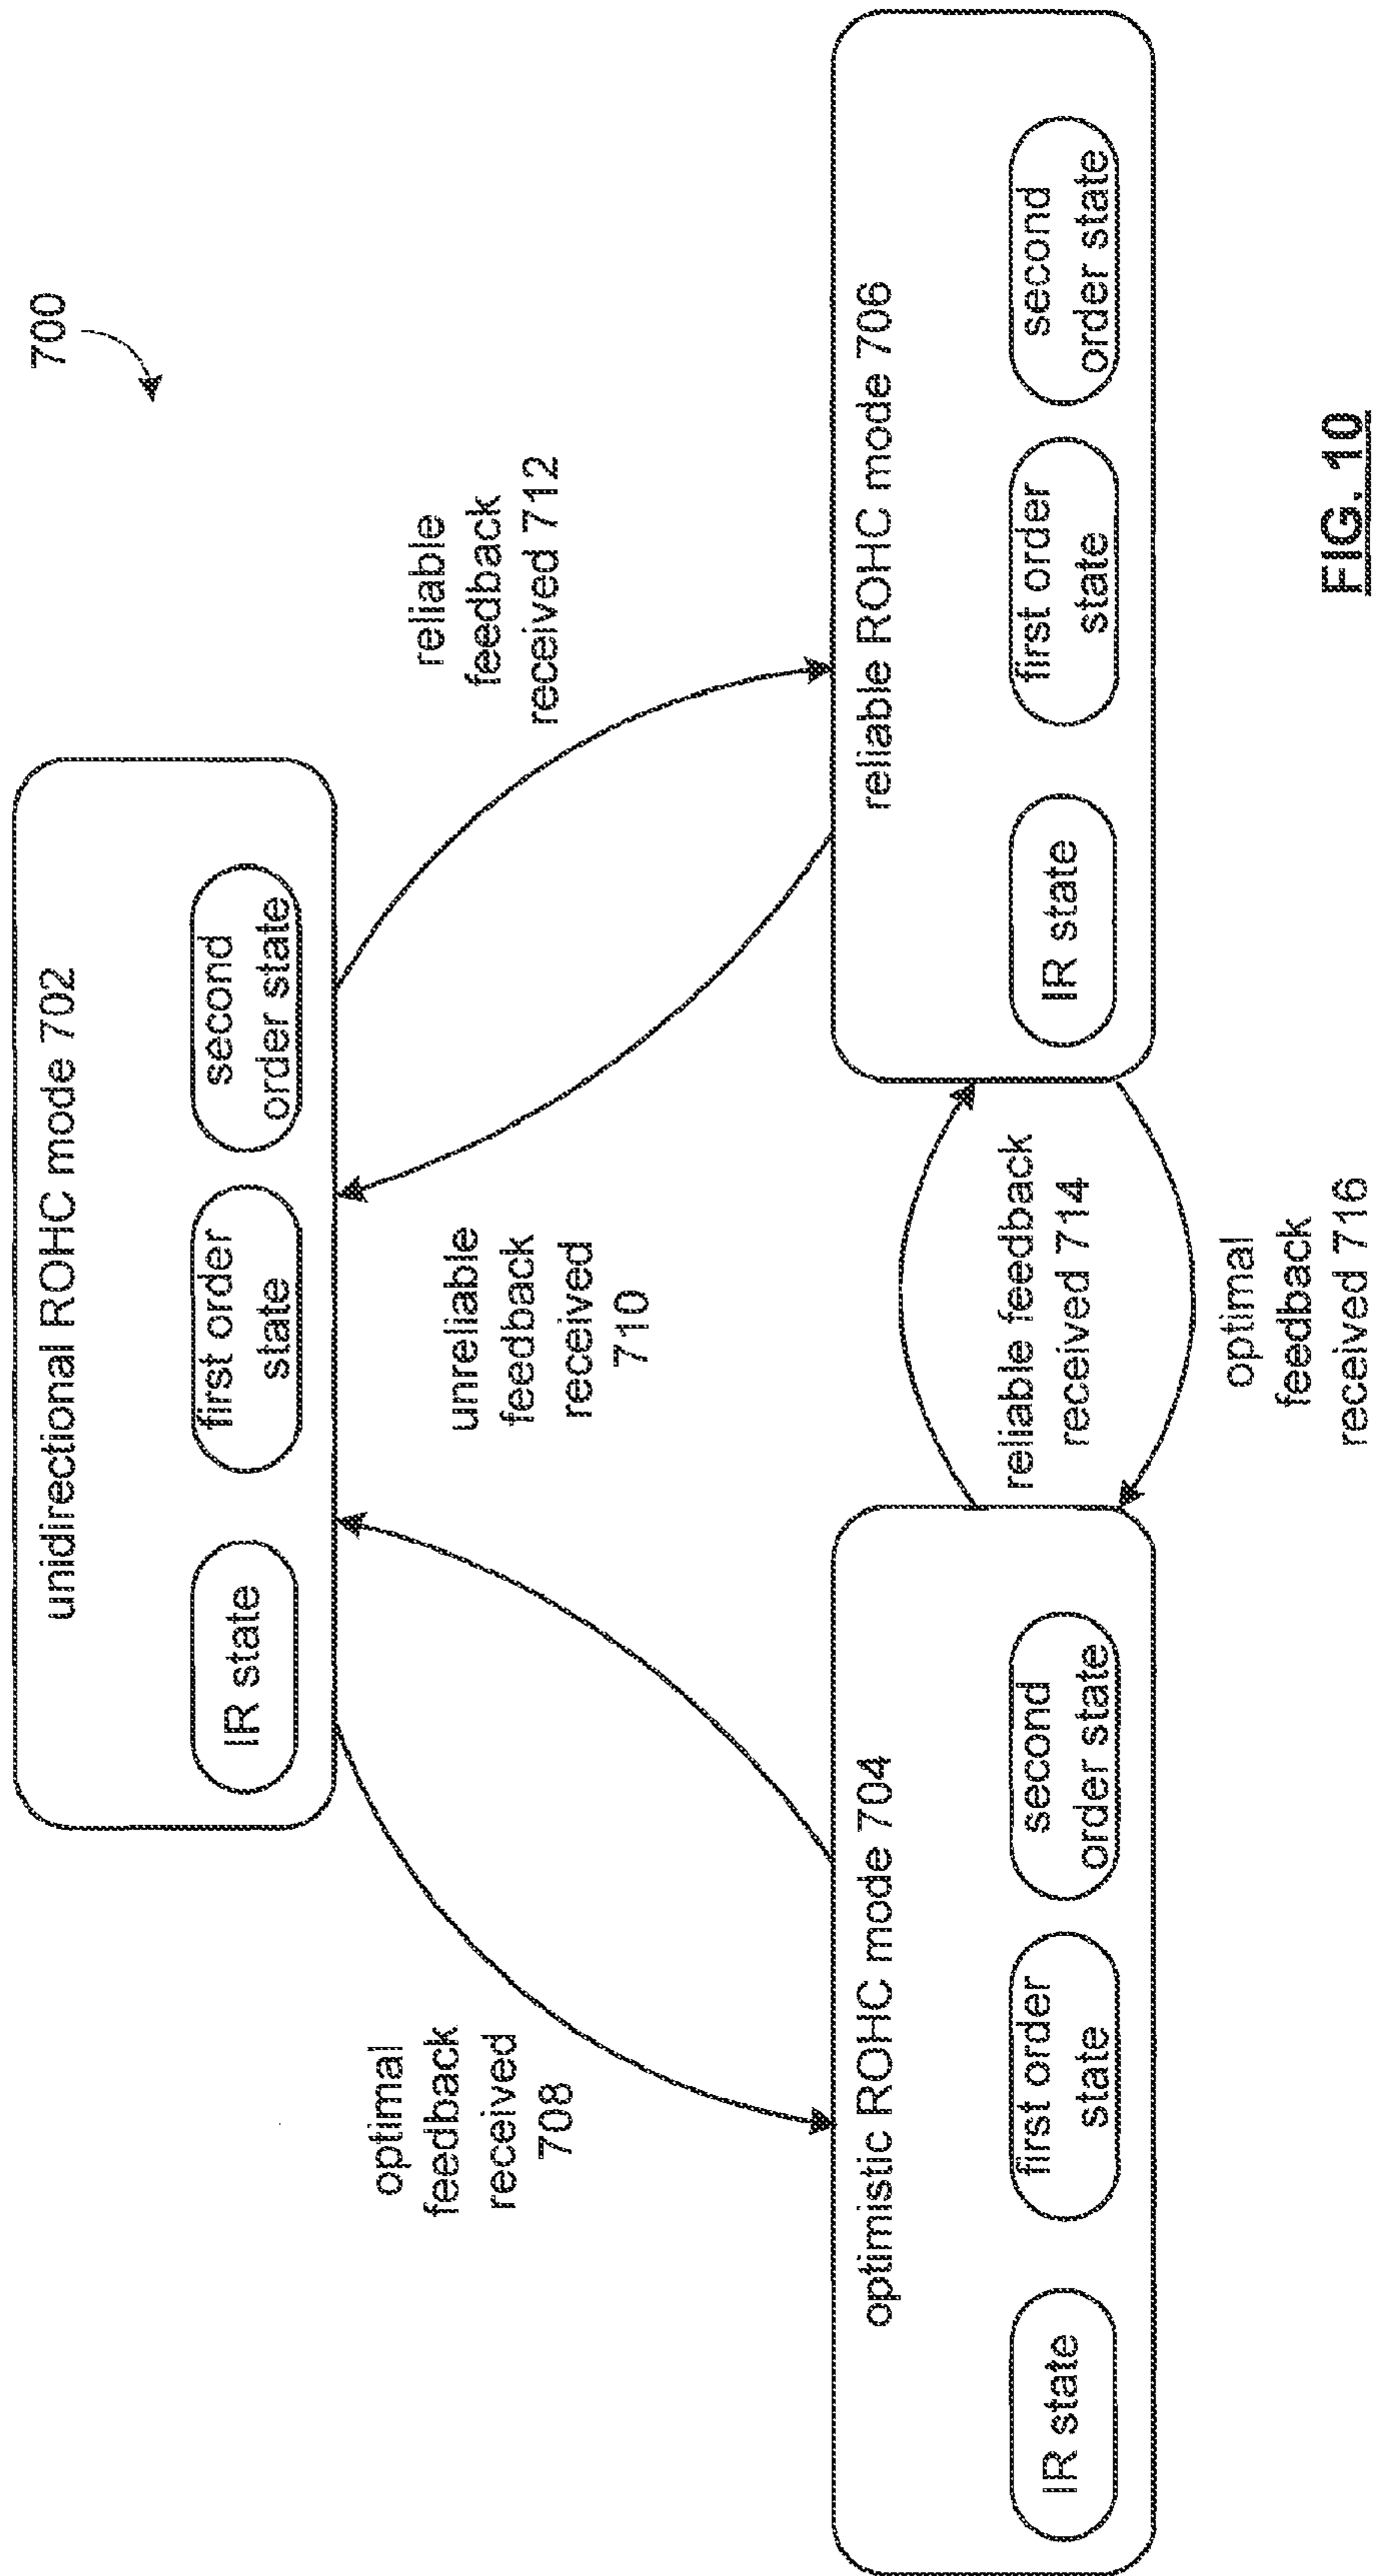 700
unidirectional ROHC mode 702
IR state
first order
state
second
order state
optimal
feedback
received
708
unreliable
feedback
received
710
reliable
feedback
received 712
optimistic ROHC mode 704
IR state
first order
state
second
order state
reliable feedback
received 714
optimal
feedback
received 716
reliable ROHC mode 706
IR state
first order
state
second
order state
FIG. 10